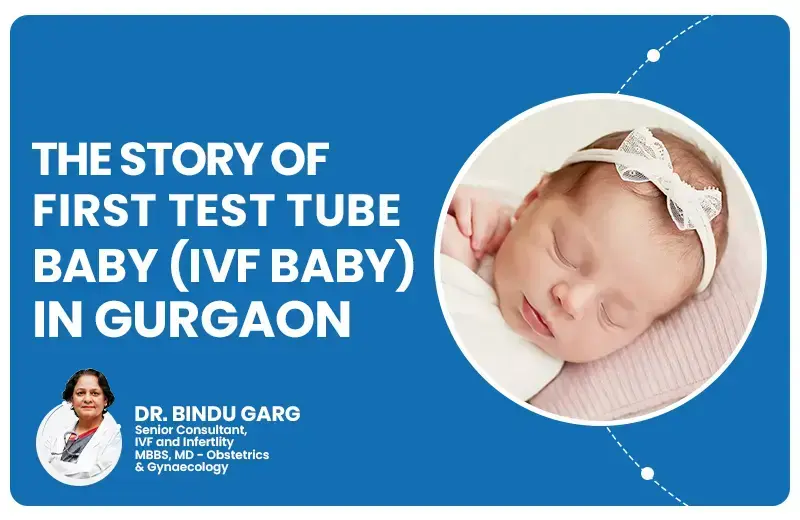 THE STORY OF
FIRST TEST TUBE
BABY (IVF BABY)
IN GURGAON
DR. BINDU GARG
Senior Consultant,
IVF and Infertlity
MBBS, MD - Obstetrics
& Gynaecology